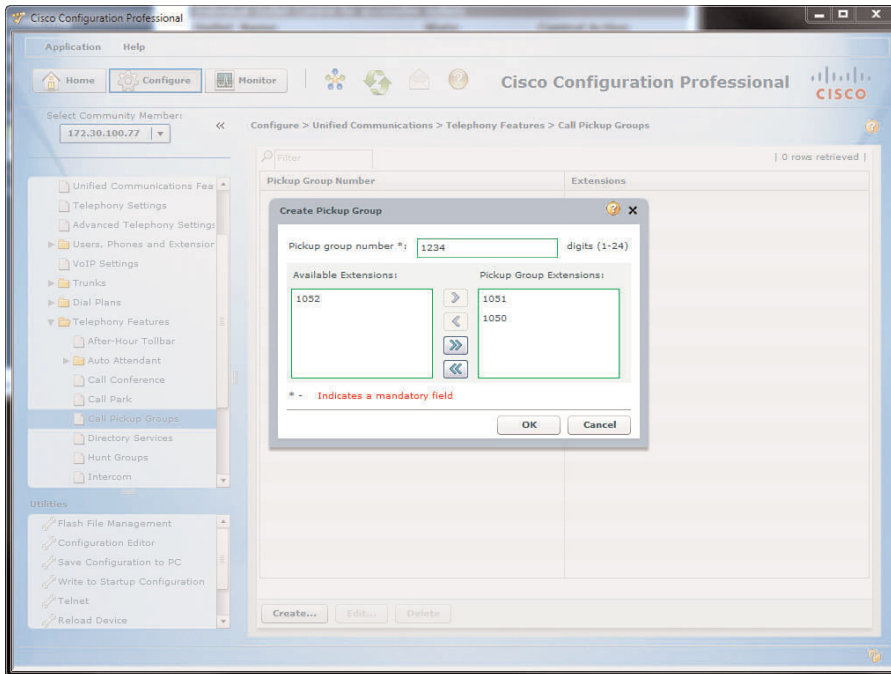 Cisco Configuration Professional
Application Help
Home Configure Monitor Cisco Configuration Professional CISCO
Select Community Member:
172.30.100.77
Configure > Unified Communications > Telephony Features > Call Pickup Groups
Filter
| 0 rows retrieved |
Pickup Group Number Extensions
Unified Communications Fea
Telephony Settings
Advanced Telephony Settings
Users, Phones and Extension
VoIP Settings
Trunks
Dial Plans
Telephony Features
After-Hour Tollbar
Auto Attendant
Call Conference
Call Park
Call Pickup Groups
Directory Services
Hunt Groups
Intercom
Utilities
Flash File Management
Configuration Editor
Save Configuration to PC
Write to Startup Configuration
Telnet
Reload Device
Create Pickup Group
Pickup group number *: 1234 digits (1-24)
Available Extensions: Pickup Group Extensions:
1052 1051
1050
* - Indicates a mandatory field
OK Cancel
Create... Edit... Delete